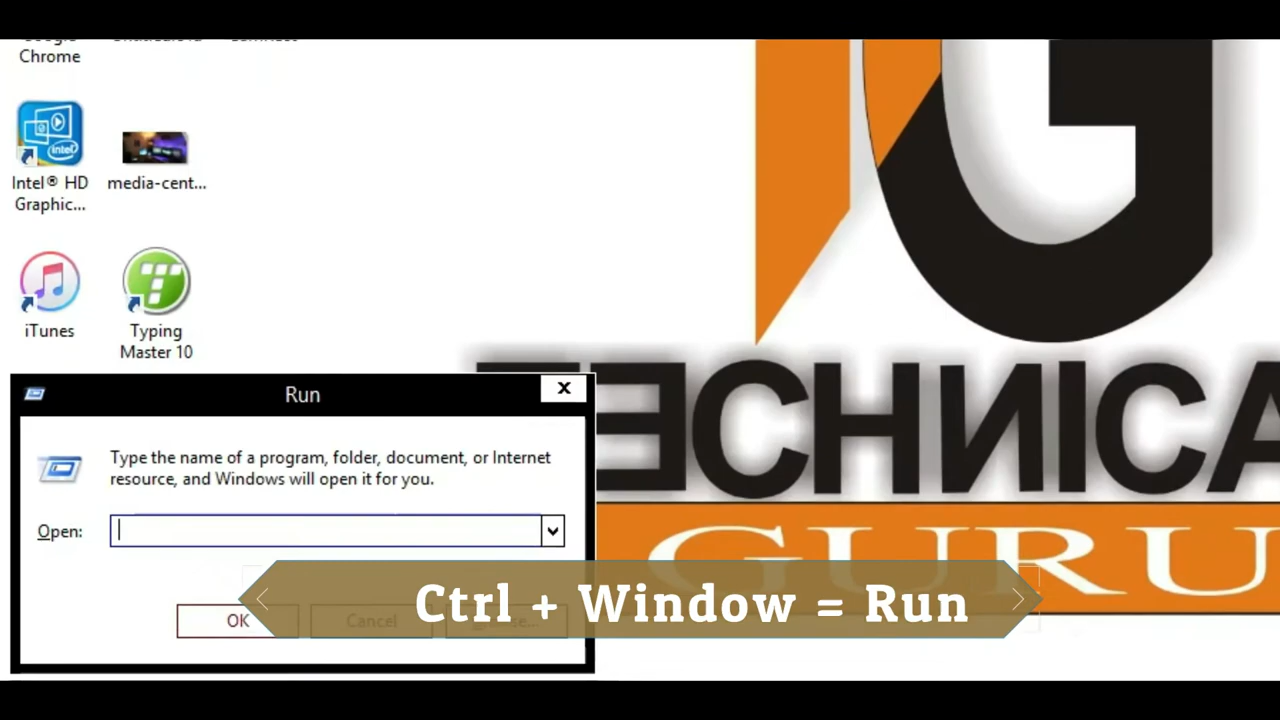 Chrome
Intel® HD
Graphic...
media-cent...
iTunes
Typing
Master 10
Run
X
Type the name of a program, folder, document, or Internet
resource, and Windows will open it for you.
Open:
OK
Cancel
Ctrl + Window = Run
TG
TECHNICA
GURU